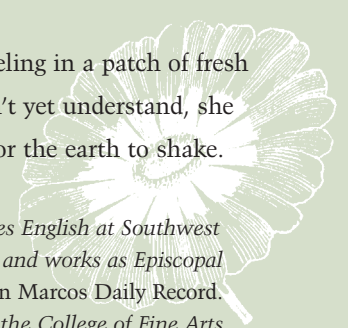 eling in a patch of fresh
't yet understand, she
or the earth to shake.
es English at Southwest
and works as Episcopal
n Marcos Daily Record.
the College of Fine Arts